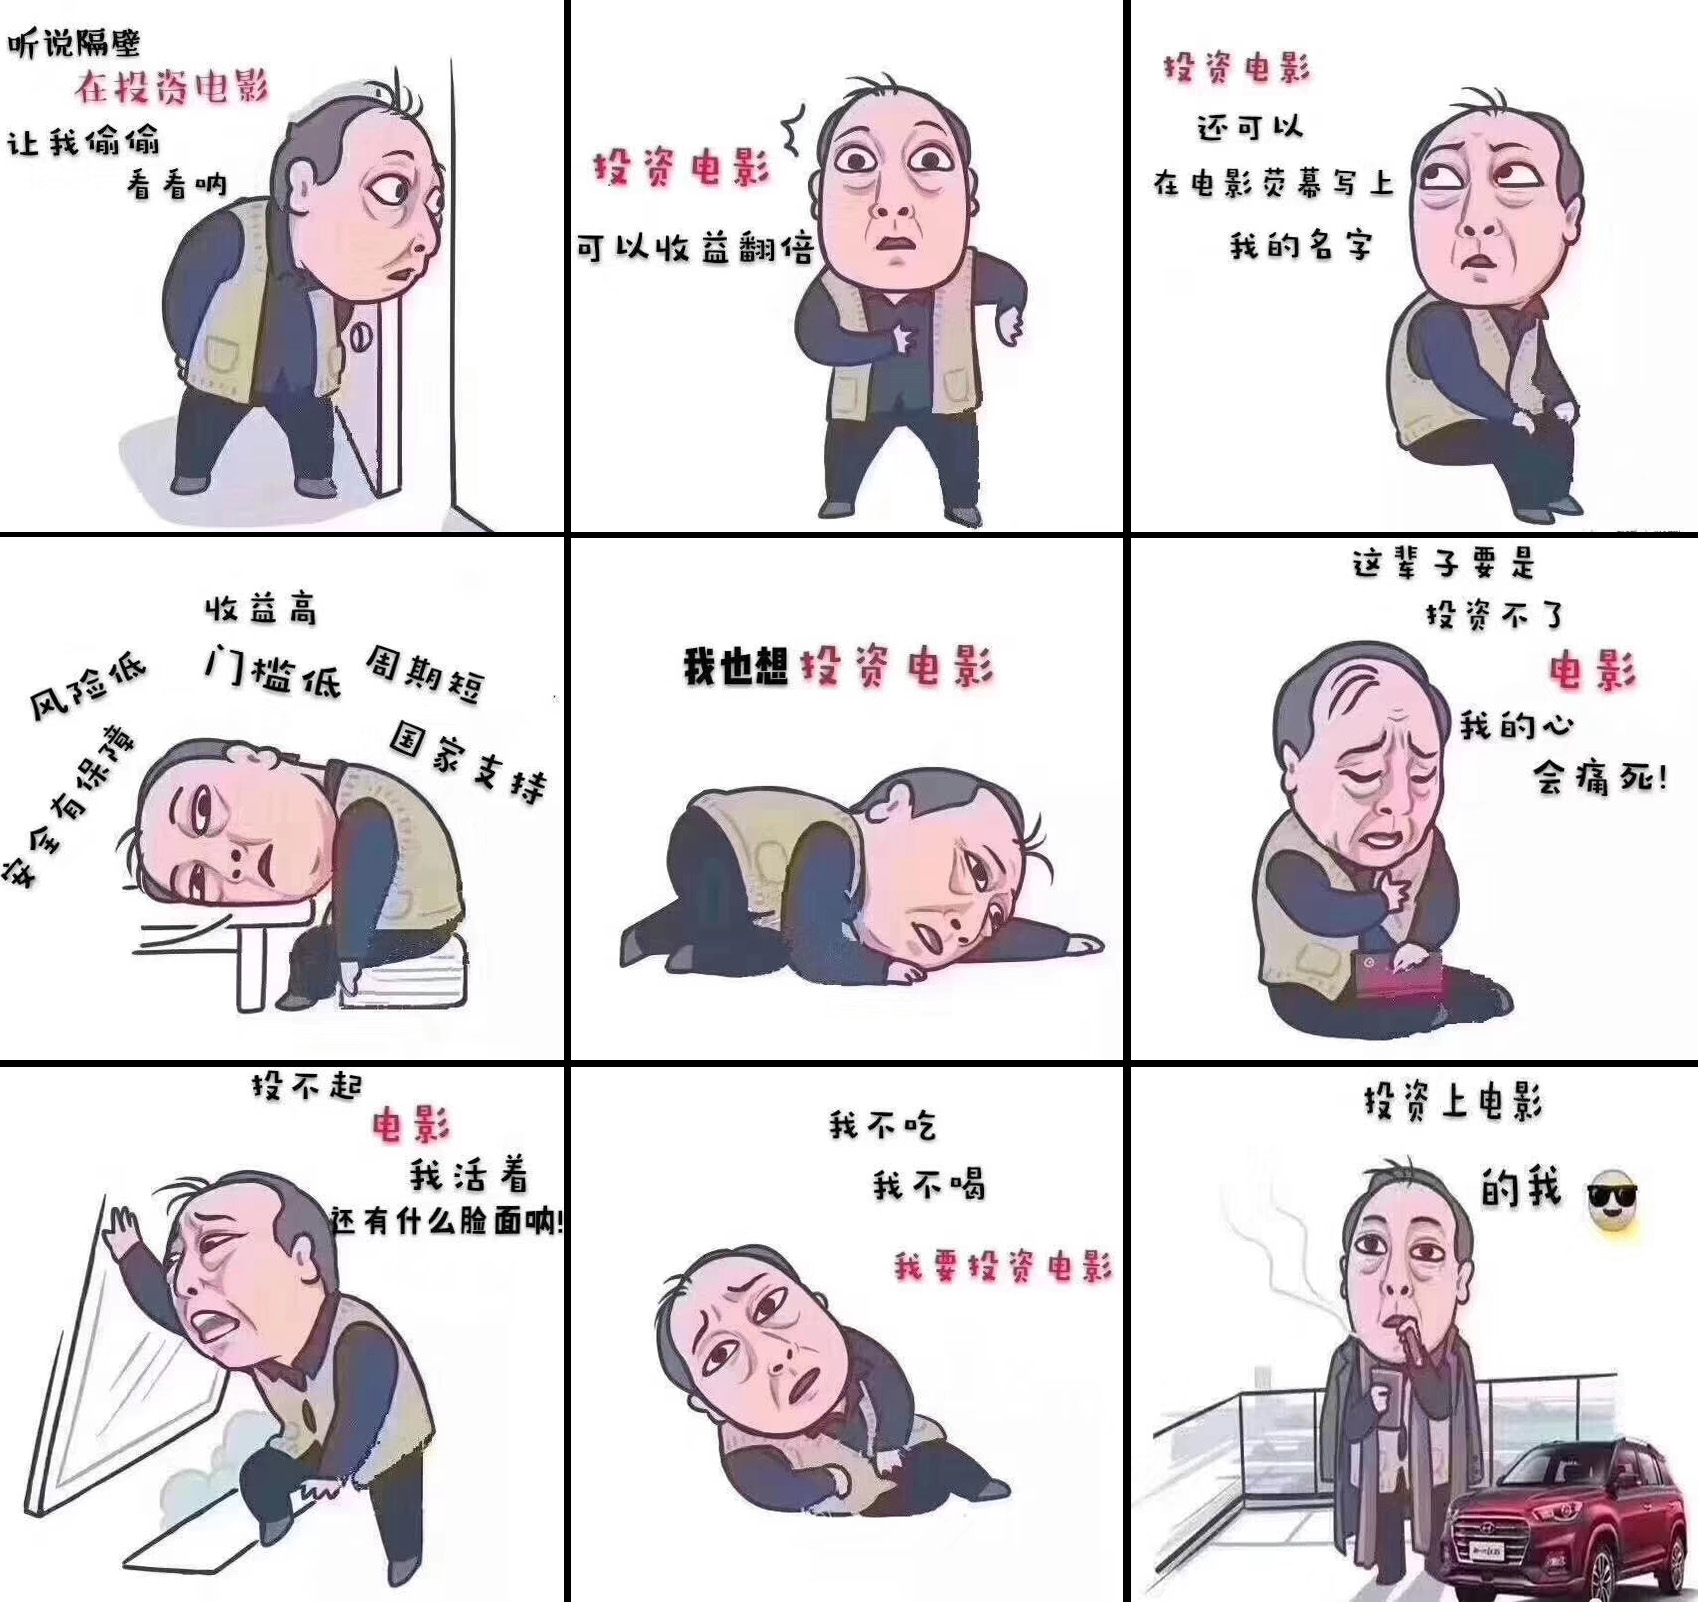 听说隔壁
在投资电影
让我偷偷
看看呐
投资电影
可以收益翻倍
投资电影
还可以
在电影荧幕写上
我的名字
收益高
风险低
门槛低
周期短
安全有保障
国家支持
我也想投资电影
这辈子要是
投资不了
电影
我的心
会痛死!
投不起
电影
我活着
还有什么脸面呐!
我不吃
我不喝
我要投资电影
投资上电影
的我